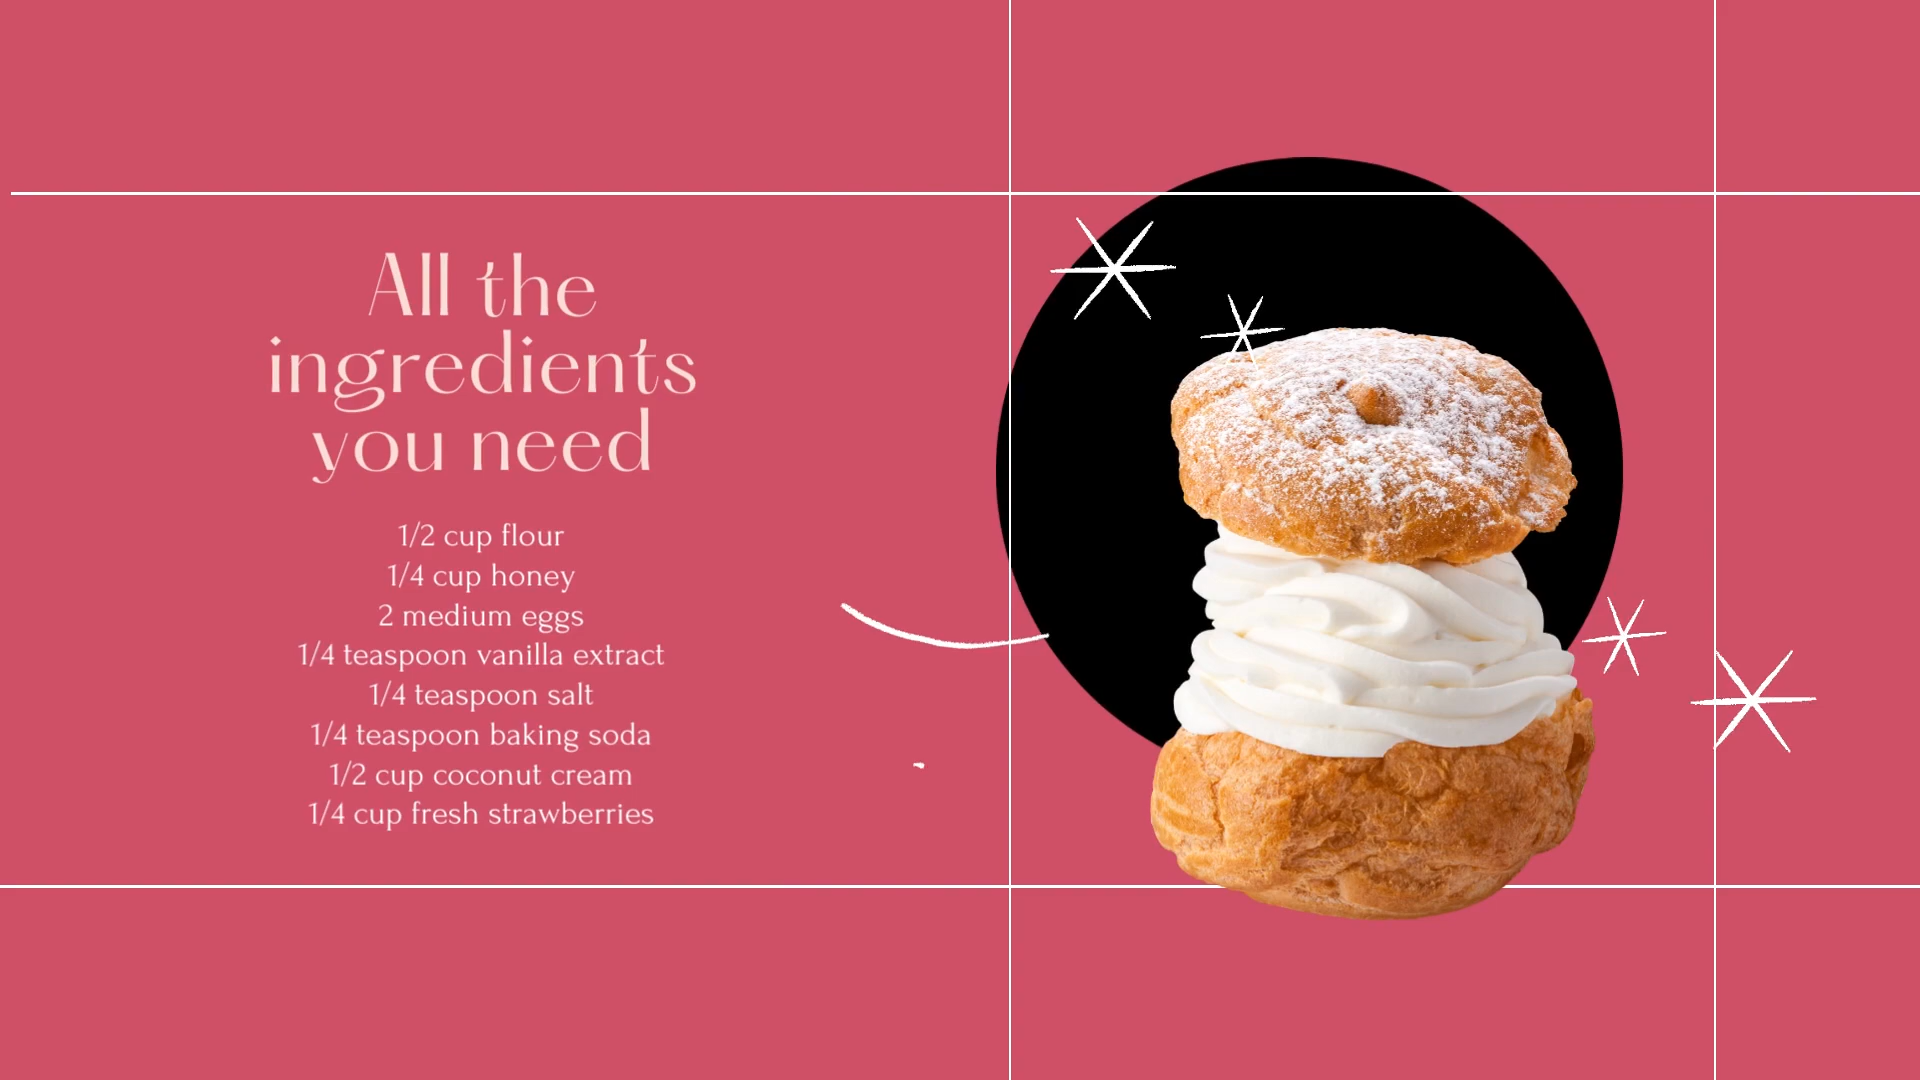 All the
ingredients
you need
1/2 cup flour
1/4 cup honey
2 medium eggs
1/4 teaspoon vanilla extract
1/4 teaspoon salt
1/4 teaspoon baking soda
1/2 cup coconut cream
1/4 cup fresh strawberries